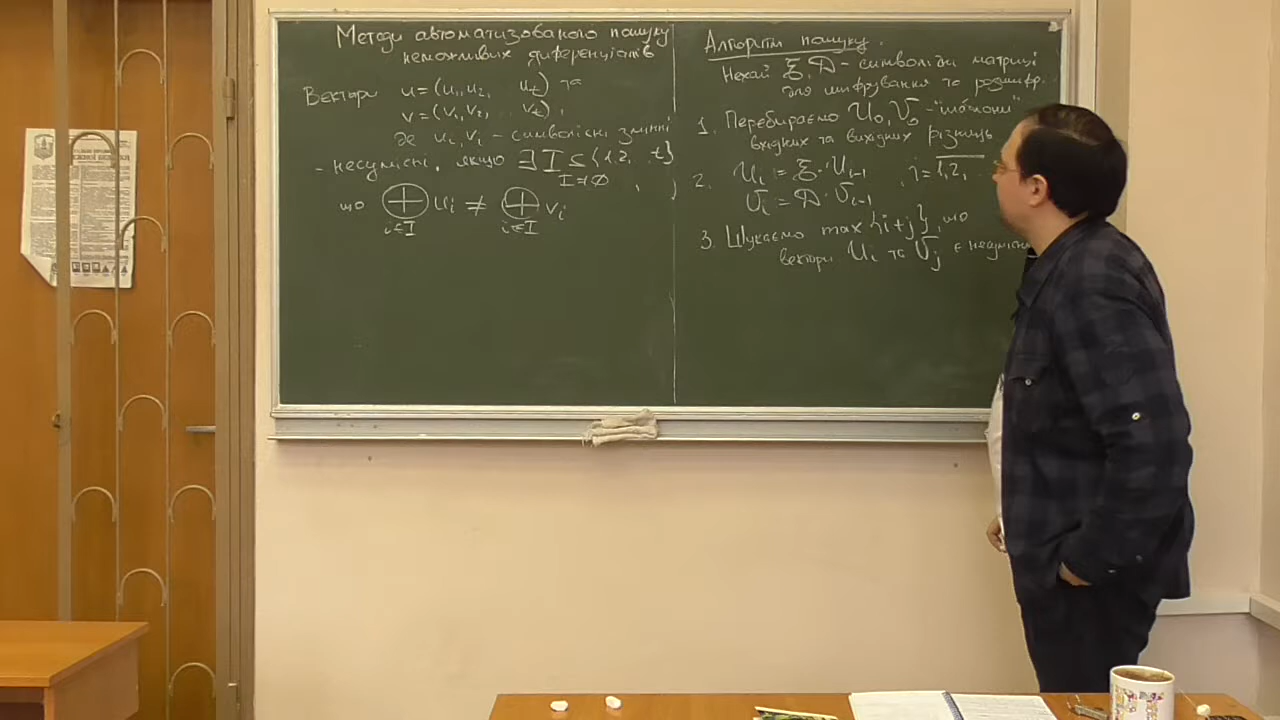 Методи автоматизованого пошуку
неможливих диференціалів
Вектори u = (u₁, u₂, u_t) та
v = (v₁, v₂, .. v_t),
де uᵢ, vᵢ - символьні змінні
- несумісні, якщо ∃ I ⊆ {1, 2, t}
I ≠ ∅,
що ⊕ uᵢ ≠ ⊕ vᵢ
i∈I i∈I
Алгоритм пошуку.
Нехай ℰ, 𝒟 - символьні матриці
для шифрування та розшифр.
1. Перебираємо U₀, V₀ - "шаблони"
вхідних та вихідних різниць
2. Uᵢ = ℰ · Uᵢ₋₁, i = 1, 2,
Vᵢ = 𝒟 · Vᵢ₋₁
3. Шукаємо max {i + j}, що
вектори Uᵢ та Vⱼ є несумісні